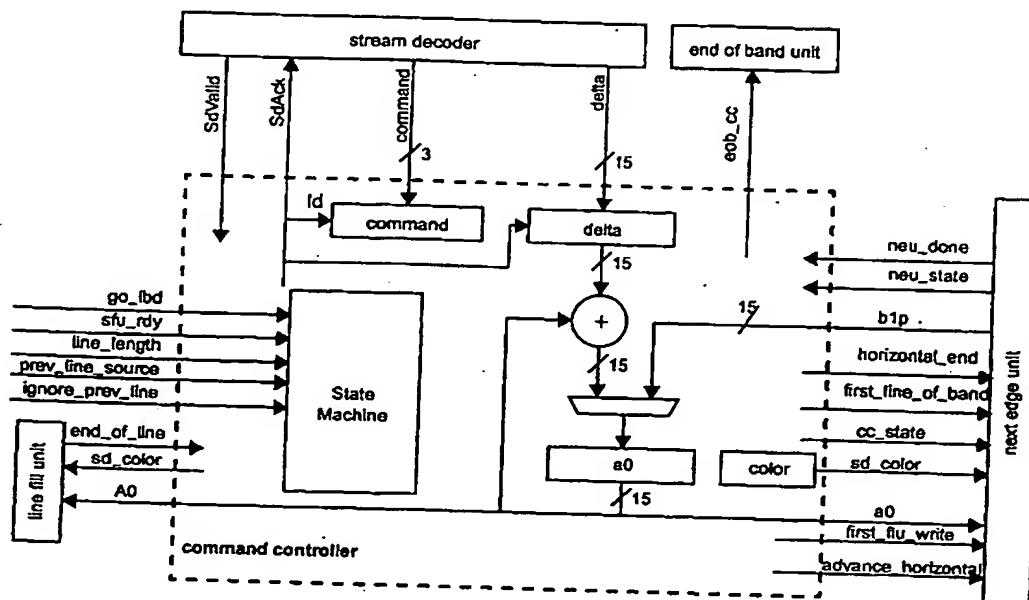 stream decoder
end of band unit
SdValid
SdAck
command
delta
eob_cc
3
15
fd
command
delta
neu_done
neu_state
15
go_fbd
sfu_rdy
line_length
prev_line_source
ignore_prev_line
State
Machine
+
15
b1p
15
horizontal_end
first_line_of_band
cc_state
next edge unit
end_of_line
sd_color
line fill unit
a0
color
sd_color
A0
15
a0
command controller
first_flu_write
advance_horizontal